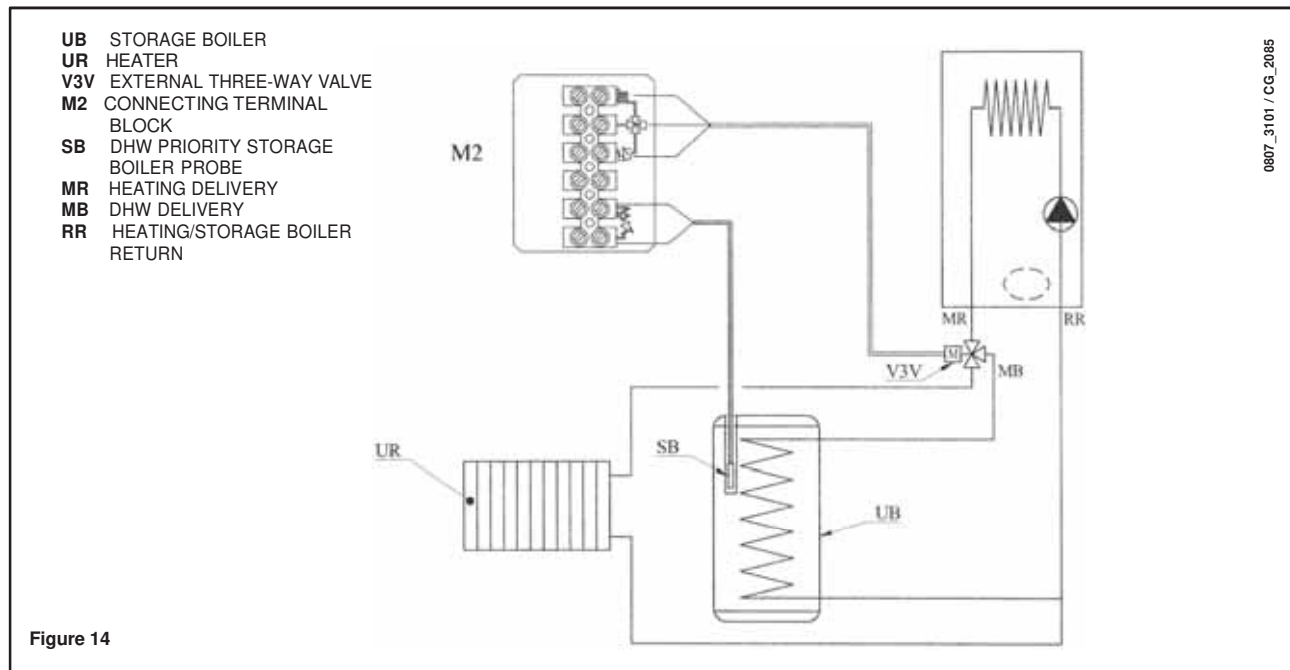 UB STORAGE BOILER
UR HEATER
V3V EXTERNAL THREE-WAY VALVE
M2 CONNECTING TERMINAL
BLOCK
SB DHW PRIORITY STORAGE
BOILER PROBE
MR HEATING DELIVERY
MB DHW DELIVERY
RR HEATING/STORAGE BOILER
RETURN
M2
0807_3101 / CG_2085
MR
RR
M
V3V
MB
UR
SB
UB
Figure 14